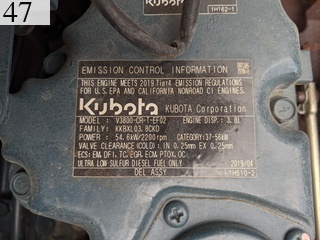 47
1H162-1
EMISSION CONTROL INFORMATION
THIS ENGINE MEETS 2019 Tier4 EMISSION REGULATIONS
FOR U.S. EPA AND CALIFORNIA NONROAD CI ENGINES.
Kubota KUBOTA Corporation
MODEL : V3800-CR-T-EF02 ENGINE DISP.: 3.8L
FAMILY : KKBXL03.8CKD
POWER : 54.6kW/2200rpm CATEGORY:37-56kW
VALVE CLEARANCE (COLD) : IN 0.25mm EX 0.25mm
ECS: EM, DFI, TC, EGR, ECM, PTOX, OC
ULTRA LOW SULFUR DIESEL FUEL ONLY 2019/04
DEL ASSY 1H510-2